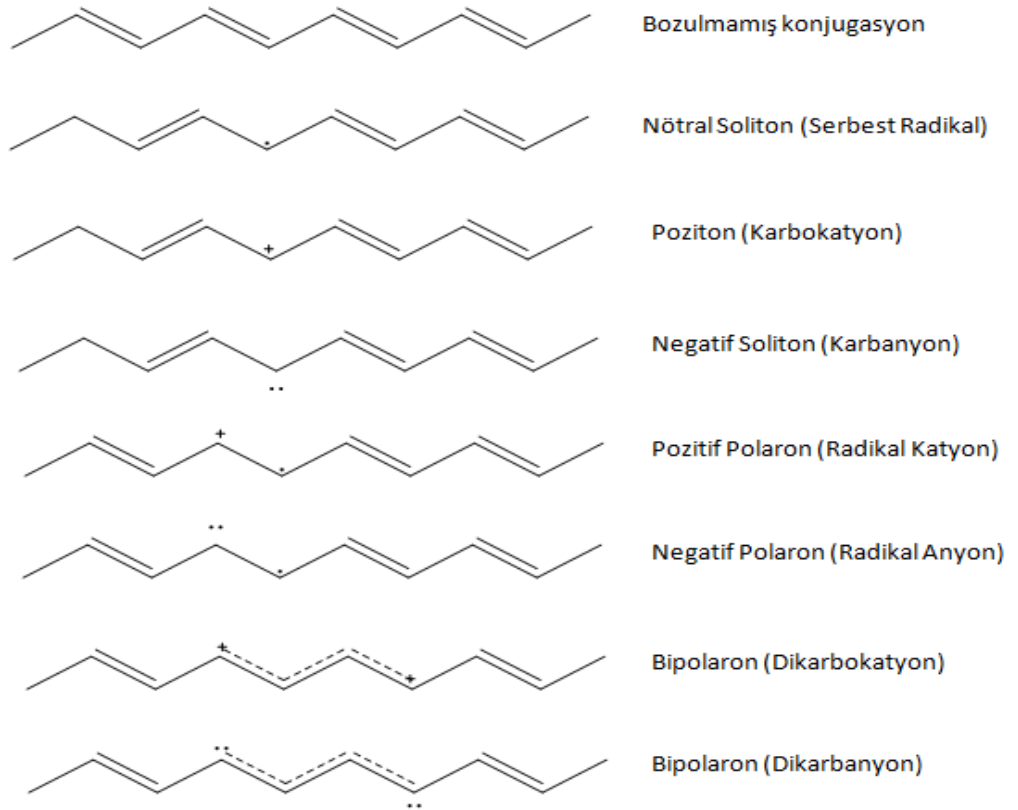 Bozulmamış konjugasyon
Nötral Soliton (Serbest Radikal)
Poziton (Karbokatyon)
Negatif Soliton (Karbanyon)
Pozitif Polaron (Radikal Katyon)
Negatif Polaron (Radikal Anyon)
Bipolaron (Dikarbokatyon)
Bipolaron (Dikarbanyon)